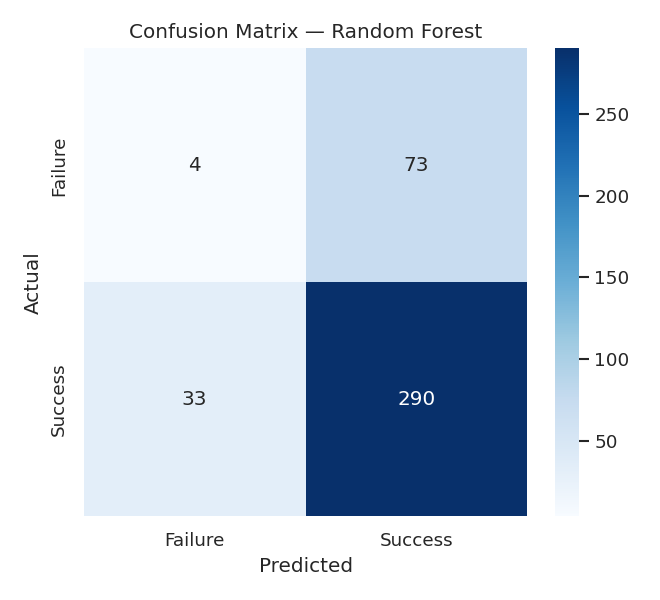 Confusion Matrix — Random Forest
Failure
4
73
Actual
Success
33
290
Failure
Success
Predicted
250
200
150
100
50